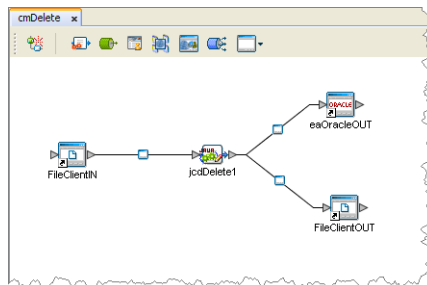 cmDelete
ORACLE
eaOracleOUT
FileClientIN
jcdDelete1
FileClientOUT